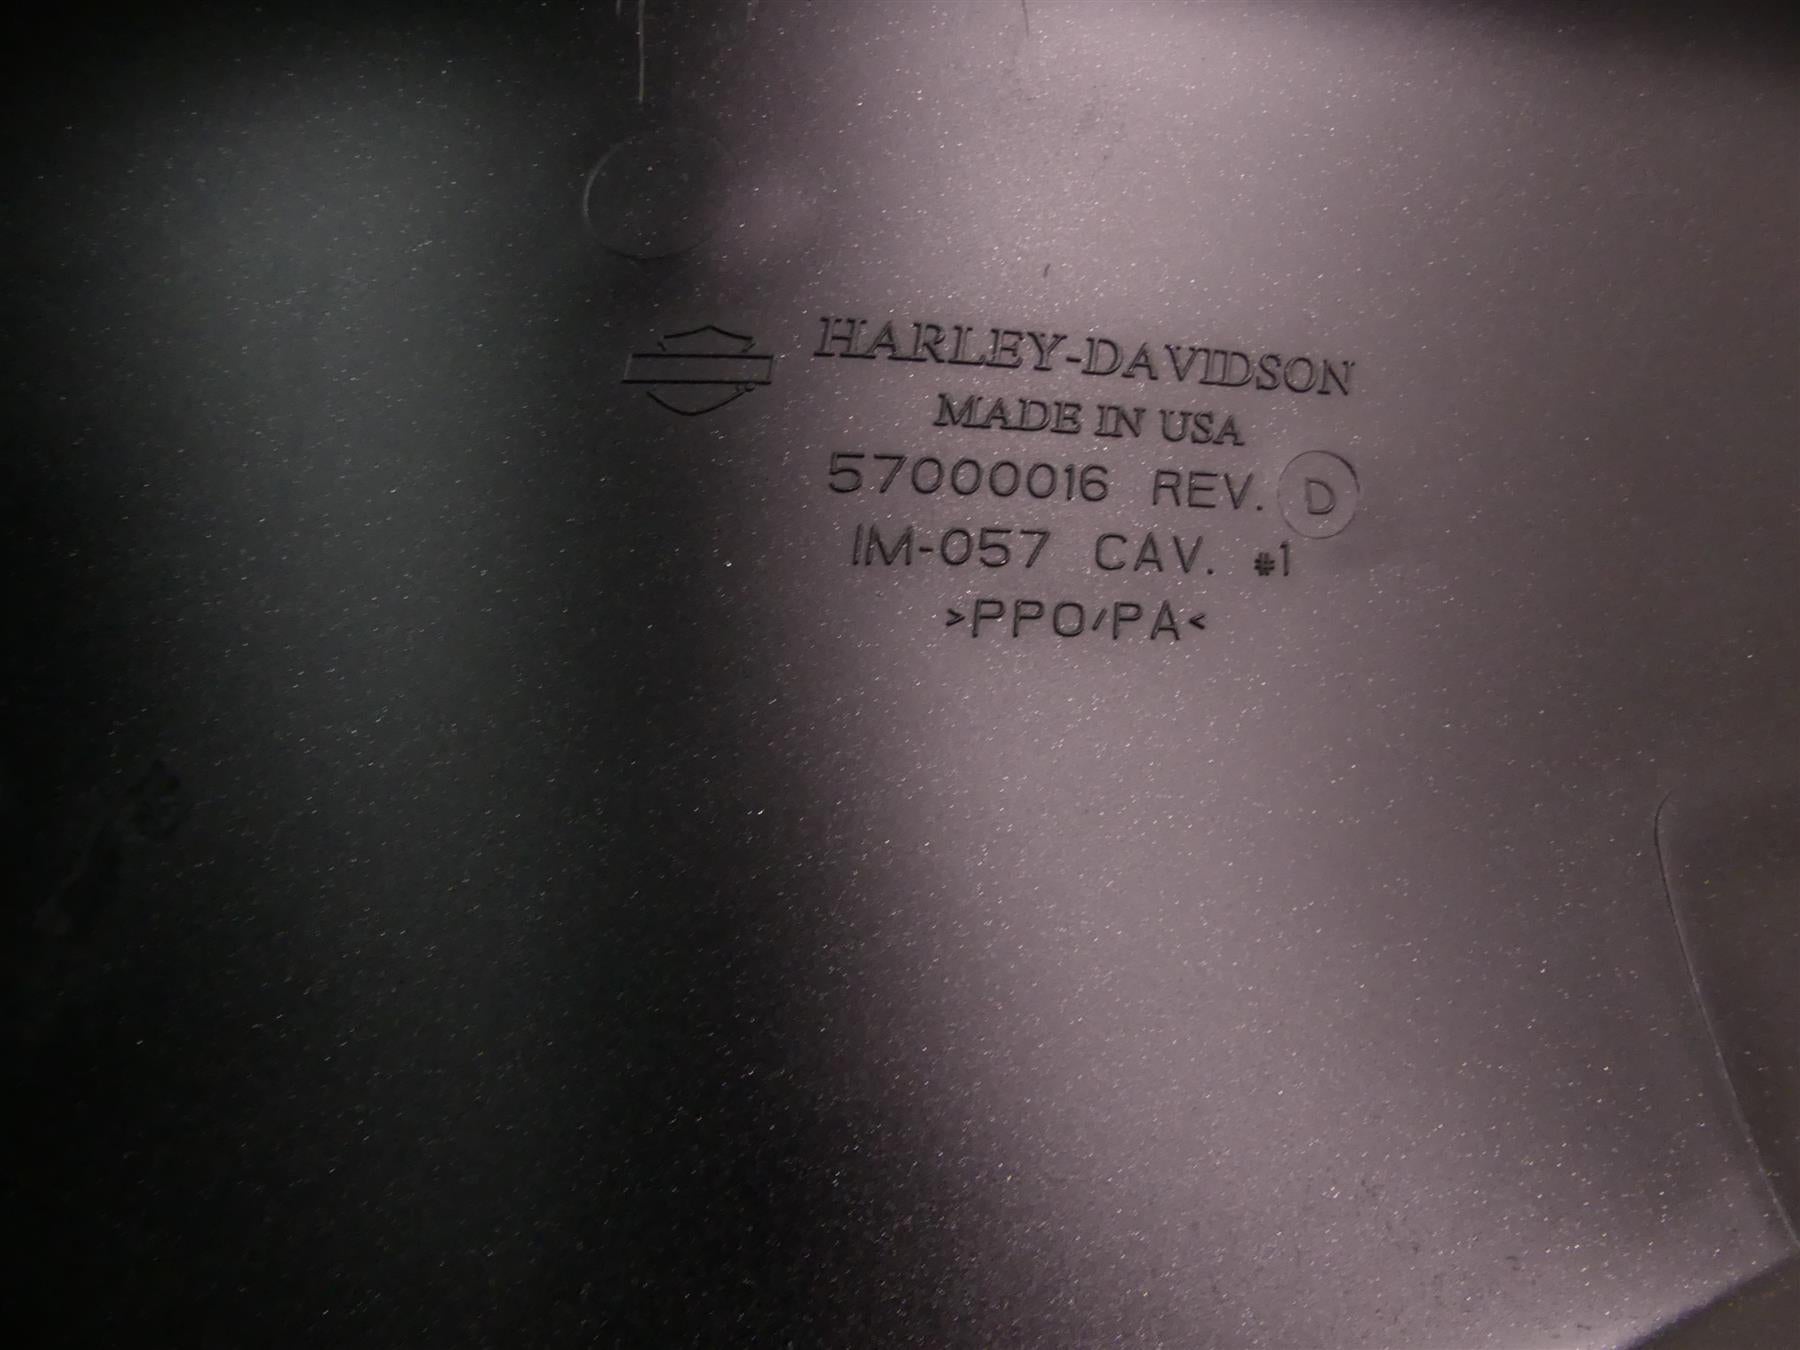 HARLEY-DAVIDSON
MADE IN USA
57000016 REV. D
IM-057 CAV. #1
>PPO/PA<